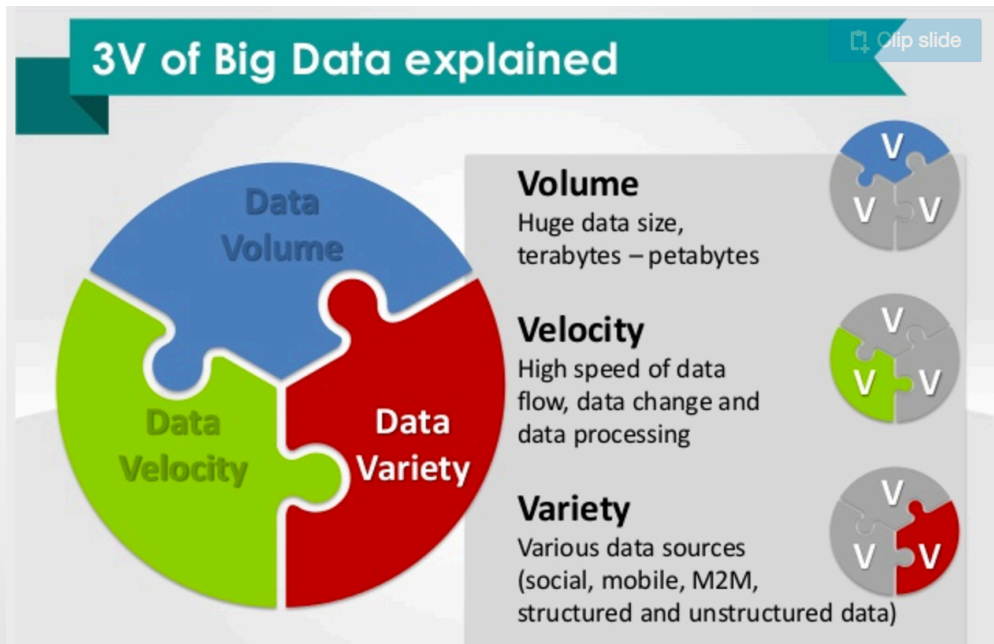 3V of Big Data explained
Clip slide
Data
Volume
Data
Velocity
Data
Variety
Volume
Huge data size,
terabytes – petabytes
V
V
V
Velocity
High speed of data
flow, data change and
data processing
V
V
V
Variety
Various data sources
(social, mobile, M2M,
structured and unstructured data)
V
V
V